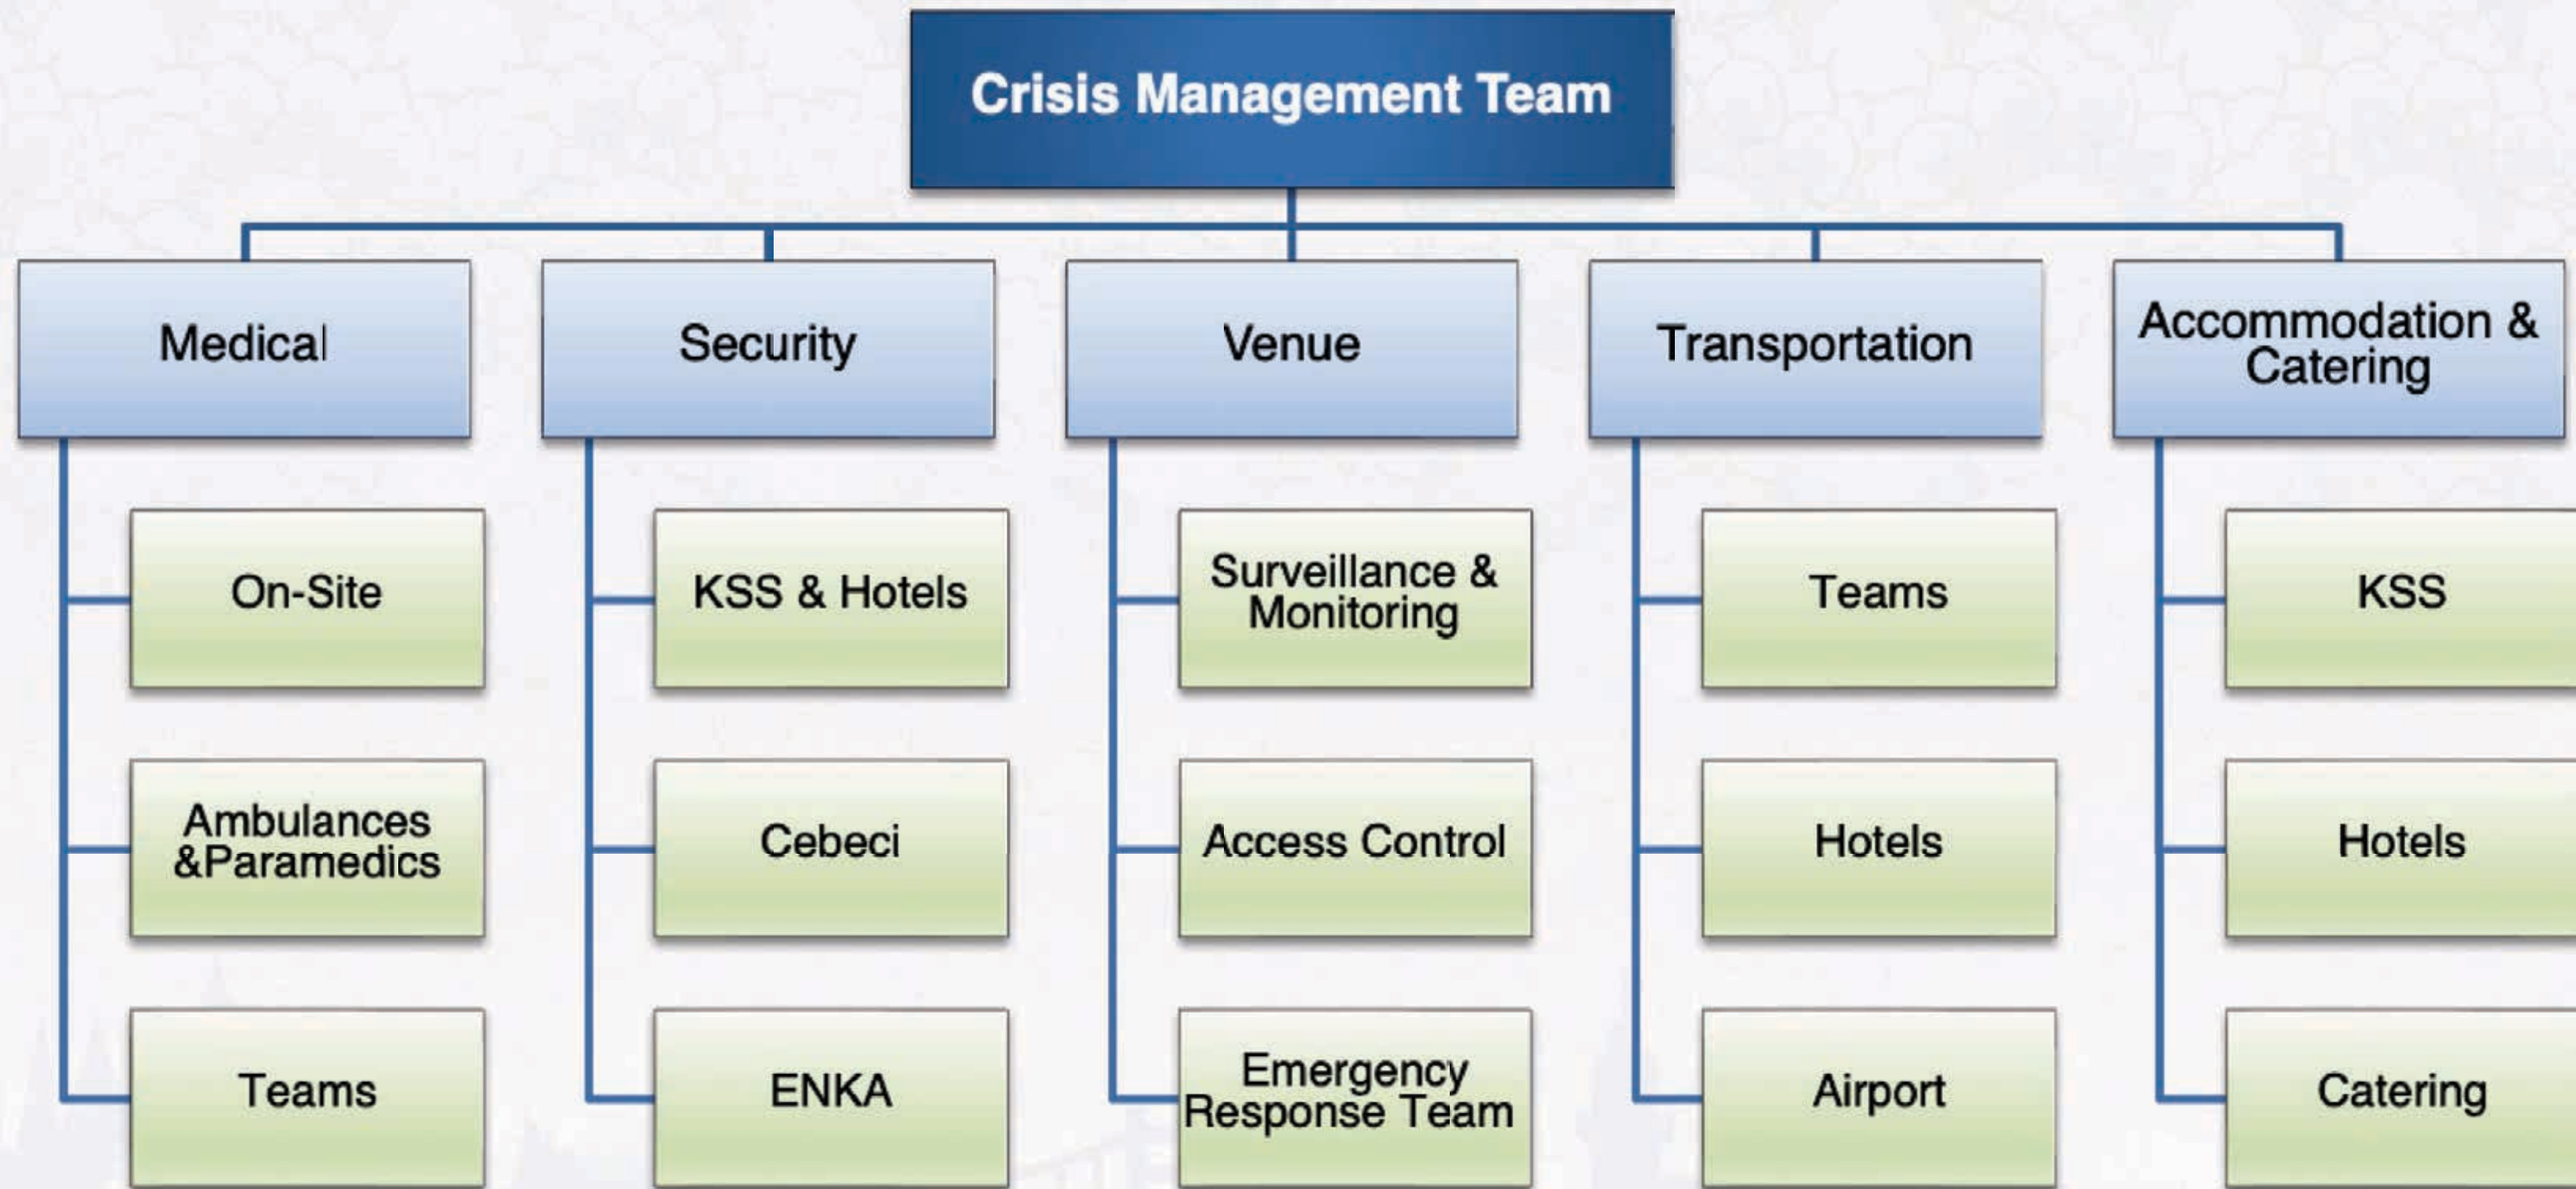 Crisis Management Team
Medical
Security
Venue
Transportation
Accommodation &
Catering
On-Site
KSS & Hotels
Surveillance &
Monitoring
Teams
KSS
Ambulances
&Paramedics
Cebeci
Access Control
Hotels
Hotels
Teams
ENKA
Emergency
Response Team
Airport
Catering